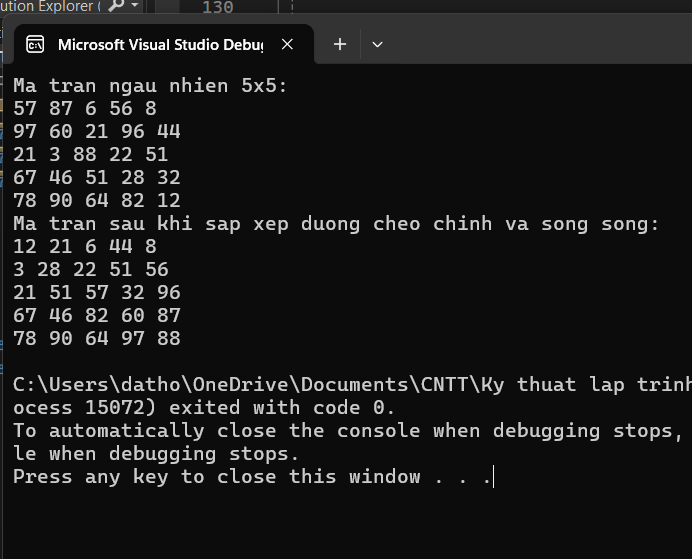 ution Explorer (
130
Microsoft Visual Studio Debug
Ma tran ngau nhien 5x5:
57 87 6 56 8
97 60 21 96 44
21 3 88 22 51
67 46 51 28 32
78 90 64 82 12
Ma tran sau khi sap xep duong cheo chinh va song song:
12 21 6 44 8
3 28 22 51 56
21 51 57 32 96
67 46 82 60 87
78 90 64 97 88
C:\Users\datho\OneDrive\Documents\CNTT\Ky thuat lap trinh
ocess 15072) exited with code 0.
To automatically close the console when debugging stops,
le when debugging stops.
Press any key to close this window . . .